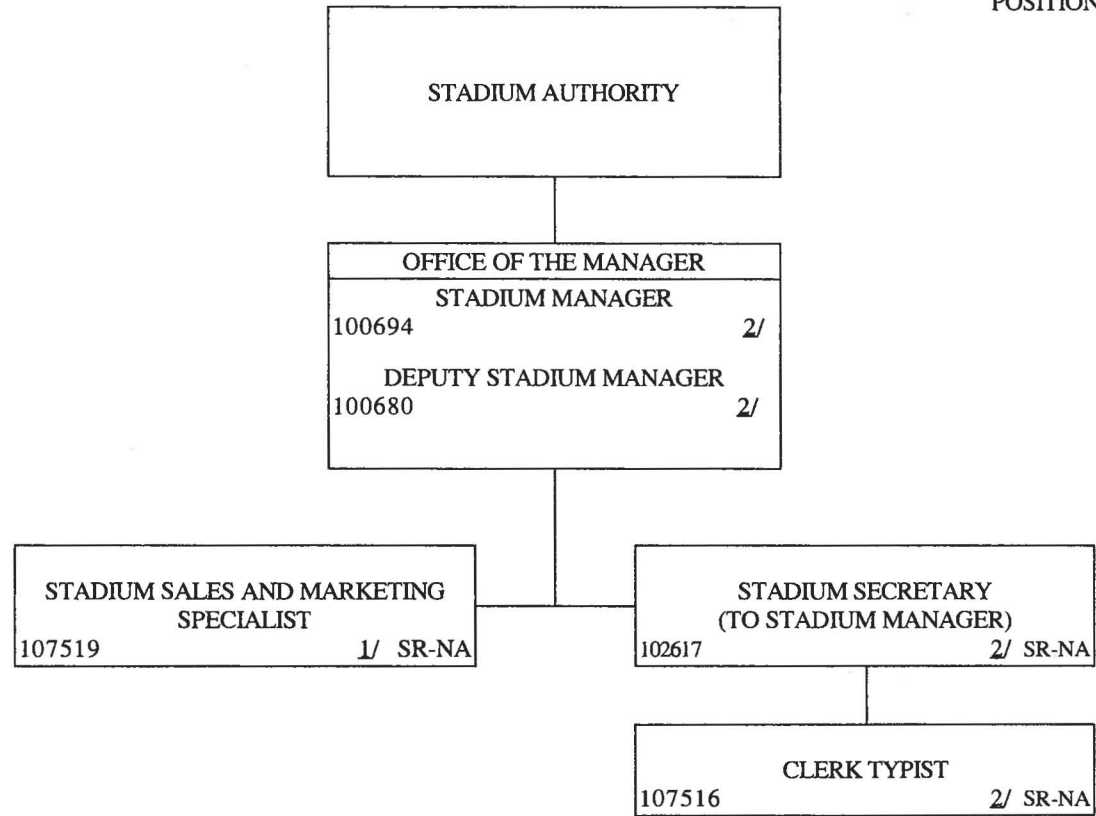 POSITION
STADIUM AUTHORITY
OFFICE OF THE MANAGER
STADIUM MANAGER
100694 2/
DEPUTY STADIUM MANAGER
100680 2/
STADIUM SALES AND MARKETING
SPECIALIST
107519 1/ SR-NA
STADIUM SECRETARY
(TO STADIUM MANAGER)
102617 2/ SR-NA
CLERK TYPIST
107516 2/ SR-NA